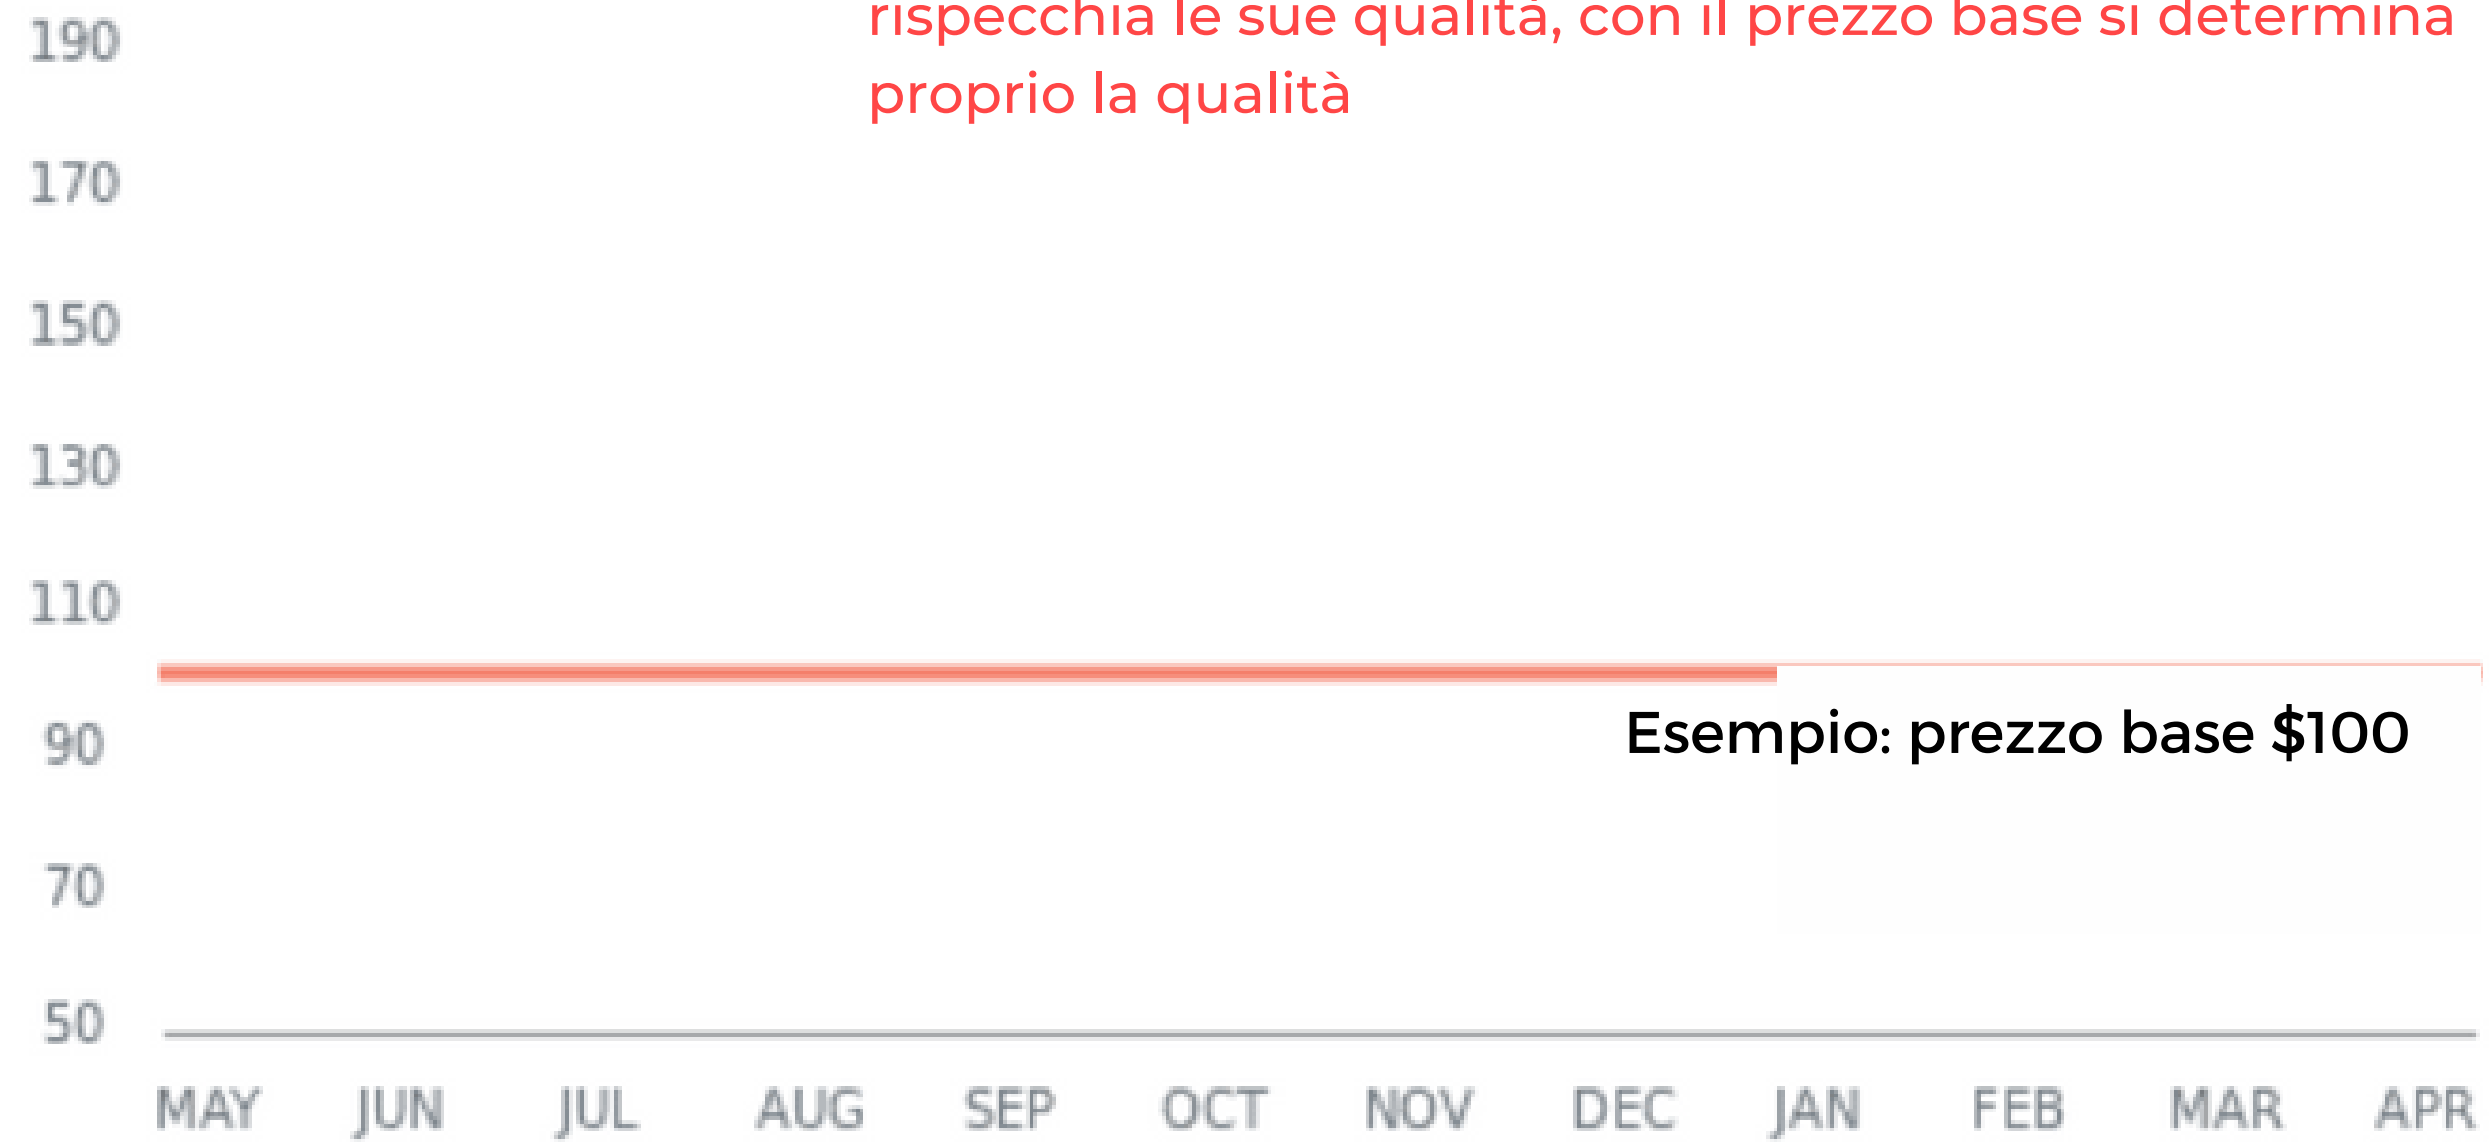 rispecchia le sue qualità, con il prezzo base si determina
proprio la qualità
190
170
150
130
110
90
Esempio: prezzo base $100
70
50
MAY JUN JUL AUG SEP OCT NOV DEC JAN FEB MAR APR